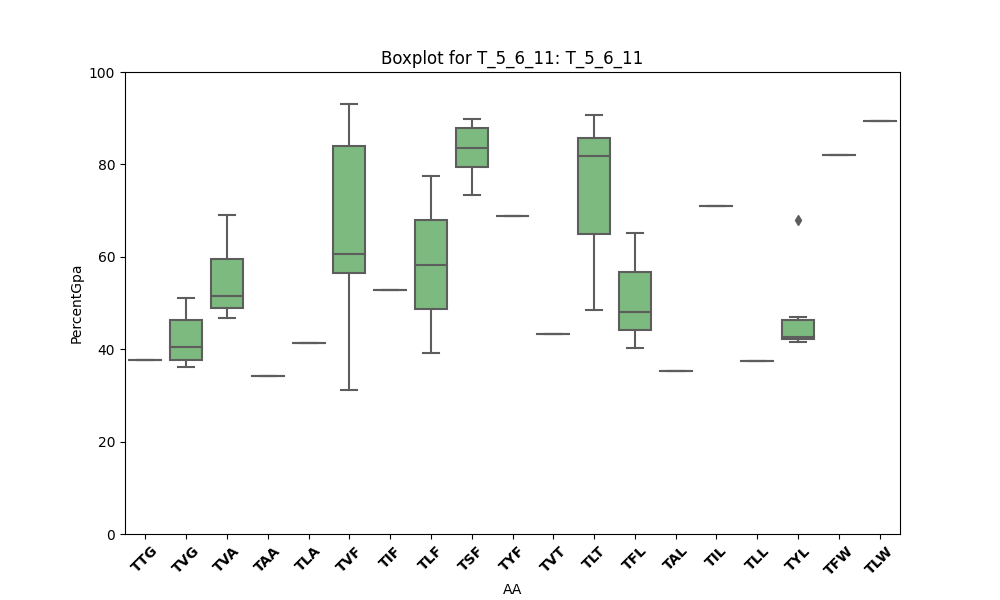 Boxplot for T_5_6_11: T_5_6_11
100
80
60
40
20
0
PercentGpa
TTG TVG TVA TAA TLA TVF TIF TLF TSF TYF TVT TLT TFL TAL TIL TLL TYL TFW TLW
AA